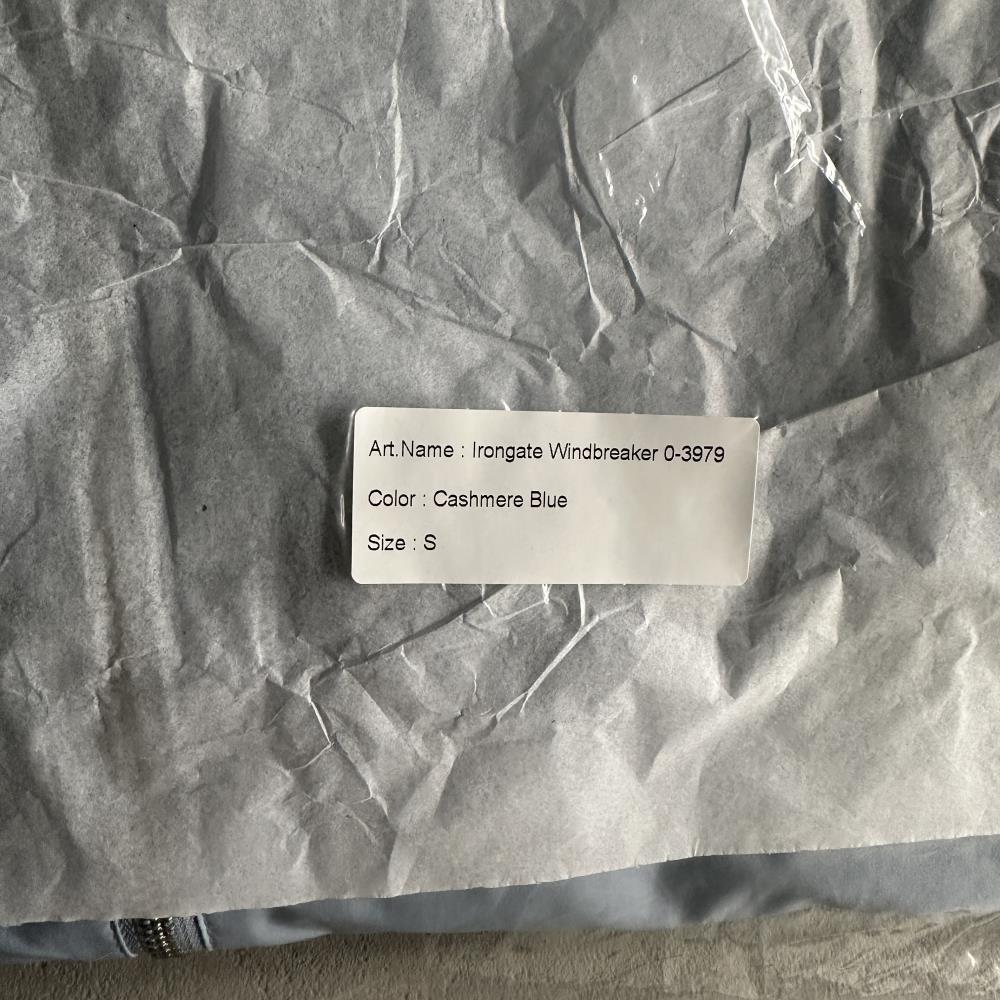 Art.Name : Irongate Windbreaker 0-3979
Color : Cashmere Blue
Size : S